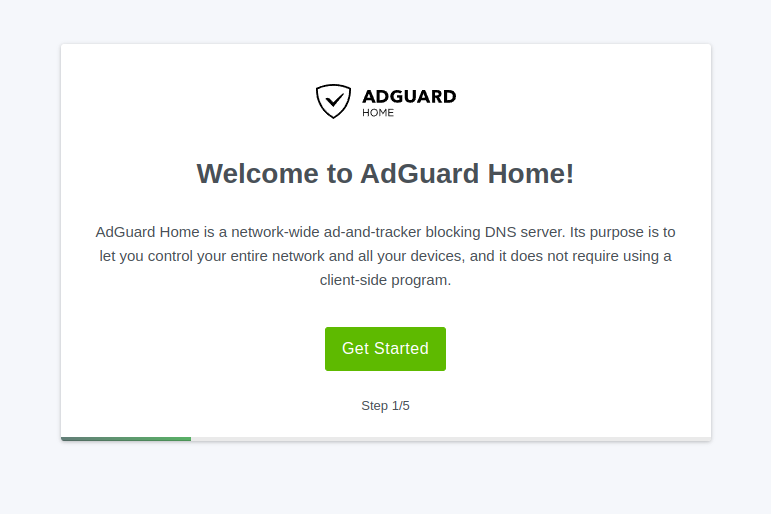 ADGUARD
HOME
Welcome to AdGuard Home!
AdGuard Home is a network-wide ad-and-tracker blocking DNS server. Its purpose is to
let you control your entire network and all your devices, and it does not require using a
client-side program.
Get Started
Step 1/5